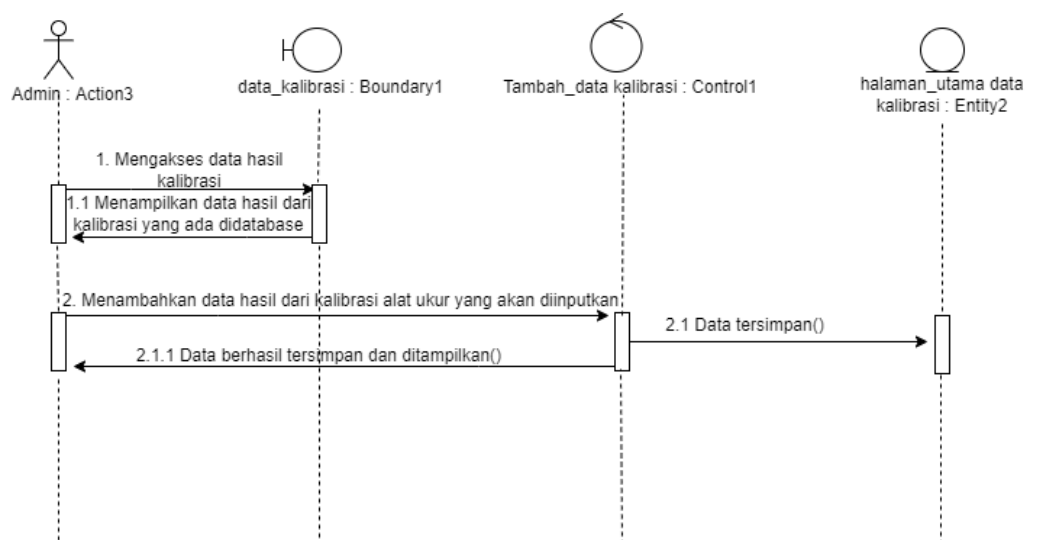 Admin : Action3
data_kalibrasi : Boundary1
Tambah_data kalibrasi : Control1
halaman_utama data
kalibrasi : Entity2
1. Mengakses data hasil
kalibrasi
1.1 Menampilkan data hasil dari
kalibrasi yang ada didatabase
2. Menambahkan data hasil dari kalibrasi alat ukur yang akan diinputkan
2.1 Data tersimpan()
2.1.1 Data berhasil tersimpan dan ditampilkan()